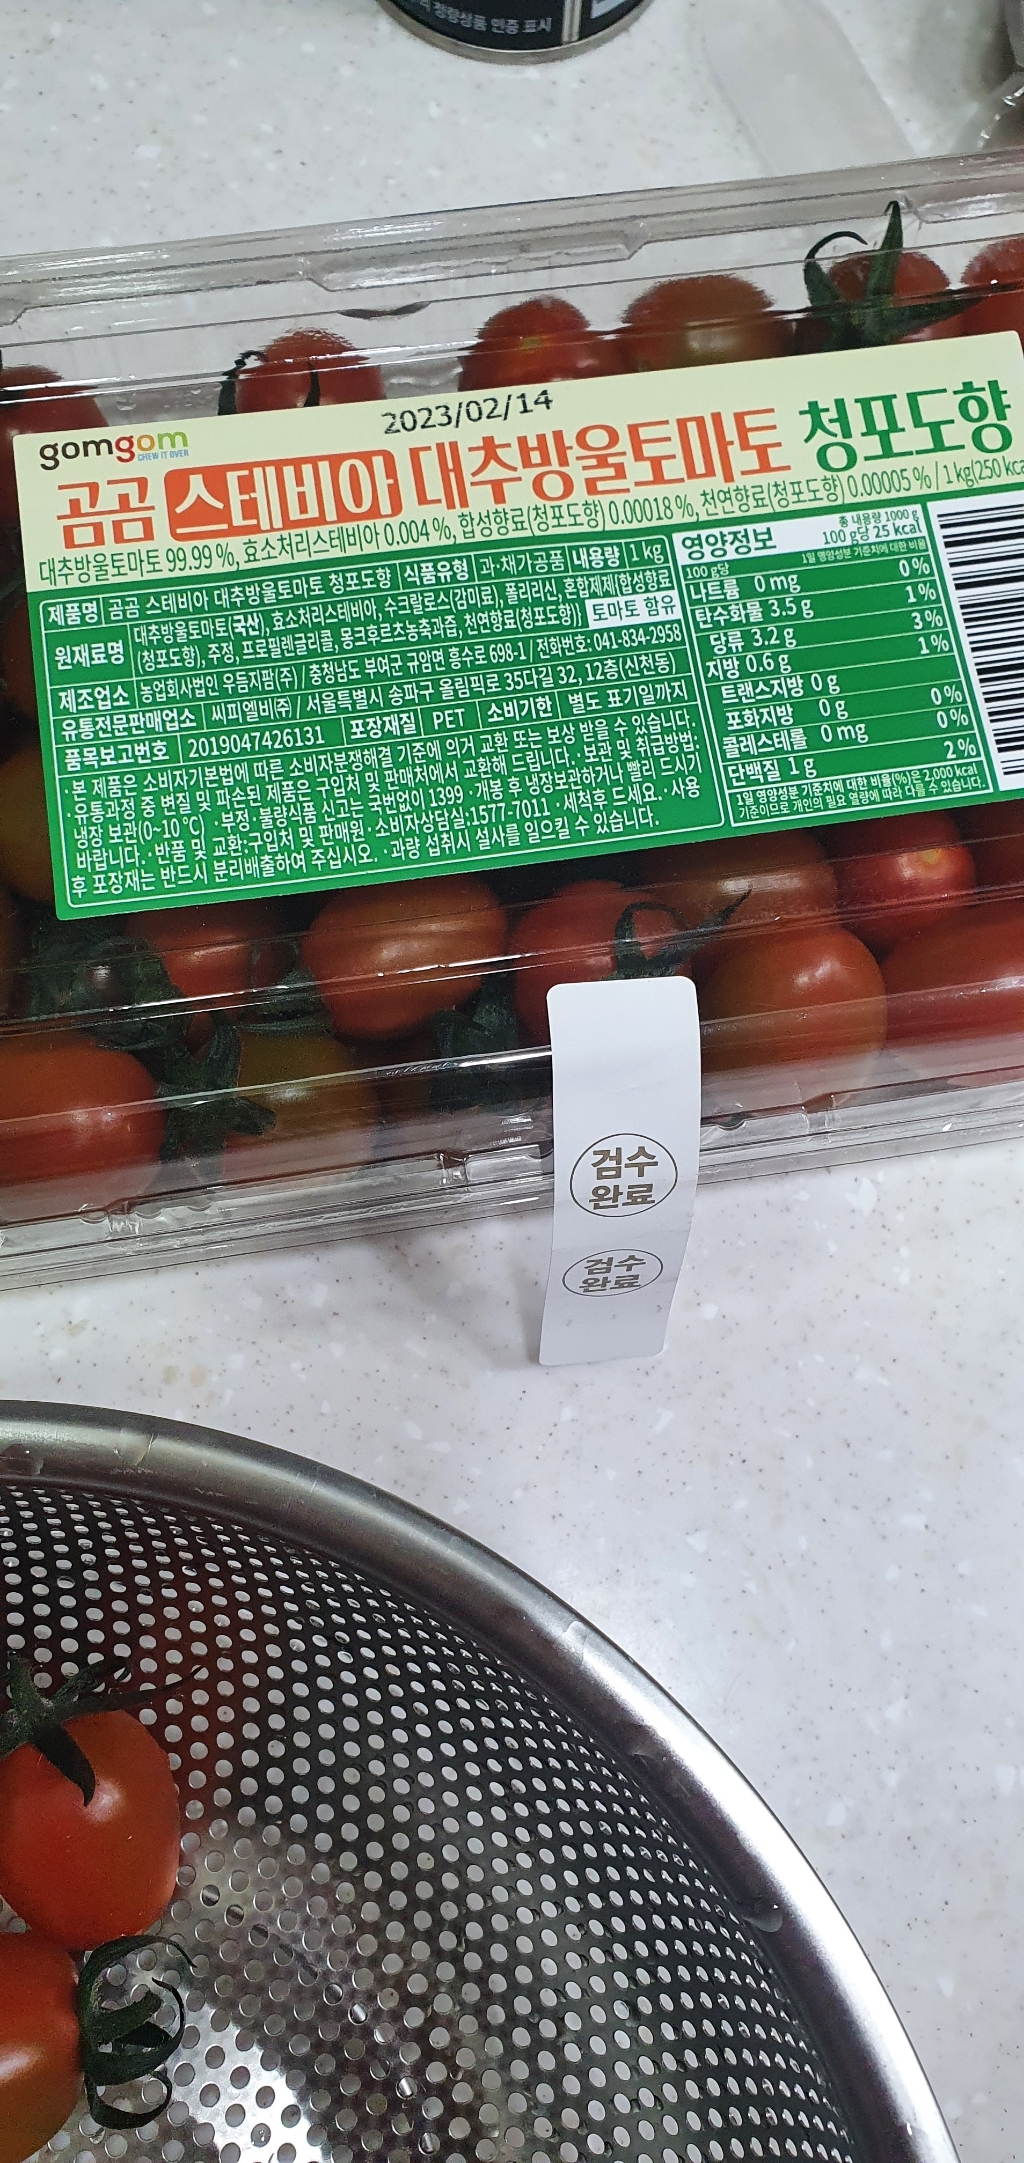 정량상품 인증 표시
2023/02/14
gomgom
CHEW IT OVER
곰곰 스테비아 대추방울토마토 청포도향
대추방울토마토 99.99%, 효소처리스테비아 0.004%, 합성향료(청포도향) 0.00018%, 천연향료(청포도향) 0.00005% / 1kg(250 kca
제품명 곰곰 스테비아 대추방울토마토 청포도향 식품유형 과·채가공품 내용량 1 kg
원재료명 대추방울토마토(국산), 효소처리스테비아, 수크랄로스(감미료), 폴리리신, 혼합제제{합성향료
(청포도향), 주정, 프로필렌글리콜, 몽크후르츠농축과즙, 천연향료(청포도향)} 토마토 함유
제조업소 농업회사법인 우듬지팜(주) / 충청남도 부여군 규암면 흥수로 698-1 / 전화번호: 041-834-2958
유통전문판매업소 씨피엘비(주) / 서울특별시 송파구 올림픽로 35다길 32, 12층(신천동)
품목보고번호 2019047426131 포장재질 PET 소비기한 별도 표기일까지
·본 제품은 소비자기본법에 따른 소비자분쟁해결 기준에 의거 교환 또는 보상 받을 수 있습니다.
·유통과정 중 변질 및 파손된 제품은 구입처 및 판매처에서 교환해 드립니다. ·보관 및 취급방법:
냉장 보관(0~10℃) ·부정·불량식품 신고는 국번없이 1399 ·개봉 후 냉장보관하거나 빨리 드시기
바랍니다. ·반품 및 교환:구입처 및 판매원 ·소비자상담실:1577-7011 ·세척후 드세요. ·사용
후 포장재는 반드시 분리배출하여 주십시오. ·과량 섭취시 설사를 일으킬 수 있습니다.
영양정보 총 내용량 1000 g
100 g당 25 kcal
100 g당 1일 영양성분 기준치에 대한 비율
나트륨 0 mg 0%
탄수화물 3.5 g 1%
당류 3.2 g 3%
지방 0.6 g 1%
트랜스지방 0 g
포화지방 0 g 0%
콜레스테롤 0 mg 0%
단백질 1 g 2%
1일 영양성분 기준치에 대한 비율(%)은 2,000 kcal
기준이므로 개인의 필요 열량에 따라 다를 수 있습니다.
검수
완료
검수
완료